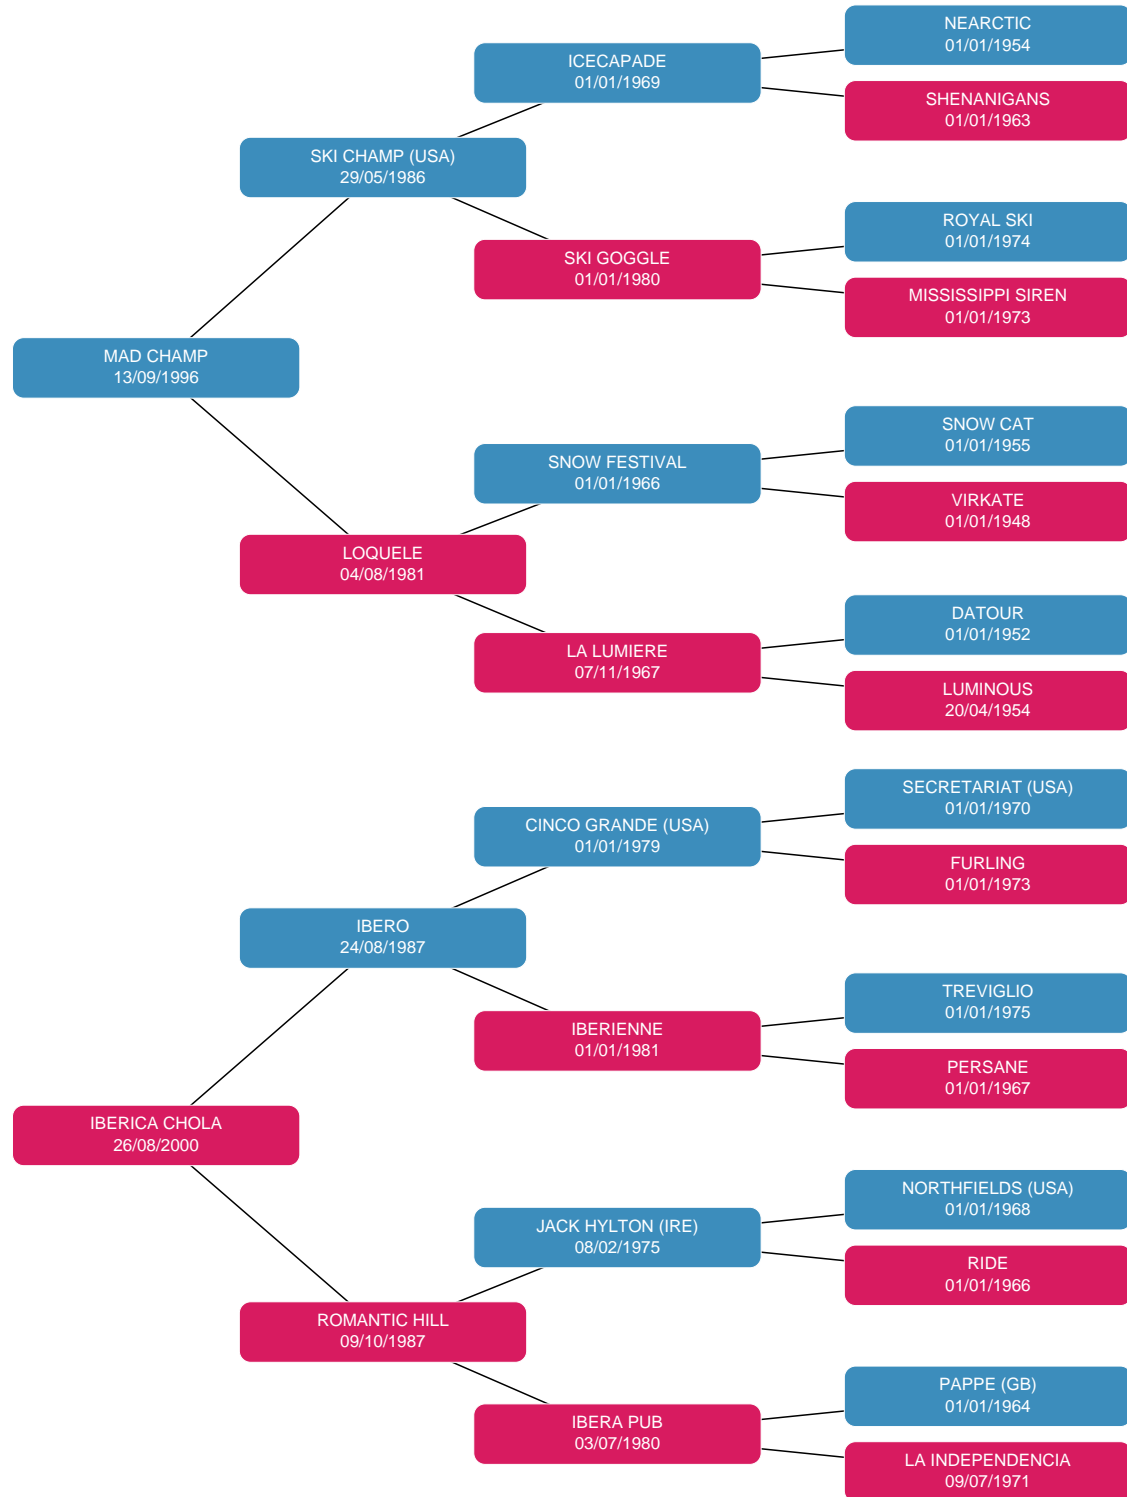 NEARCTIC
01/01/1954
ICECAPADE
01/01/1969
SHENANIGANS
01/01/1963
SKI CHAMP (USA)
29/05/1986
ROYAL SKI
01/01/1974
SKI GOGGLE
01/01/1980
MISSISSIPPI SIREN
01/01/1973
MAD CHAMP
13/09/1996
SNOW CAT
01/01/1955
SNOW FESTIVAL
01/01/1966
VIRKATE
01/01/1948
LOQUELE
04/08/1981
DATOUR
01/01/1952
LA LUMIERE
07/11/1967
LUMINOUS
20/04/1954
SECRETARIAT (USA)
01/01/1970
CINCO GRANDE (USA)
01/01/1979
FURLING
01/01/1973
IBERO
24/08/1987
TREVIGLIO
01/01/1975
IBERIENNE
01/01/1981
PERSANE
01/01/1967
IBERICA CHOLA
26/08/2000
NORTHFIELDS (USA)
01/01/1968
JACK HYLTON (IRE)
08/02/1975
RIDE
01/01/1966
ROMANTIC HILL
09/10/1987
PAPPE (GB)
01/01/1964
IBERA PUB
03/07/1980
LA INDEPENDENCIA
09/07/1971